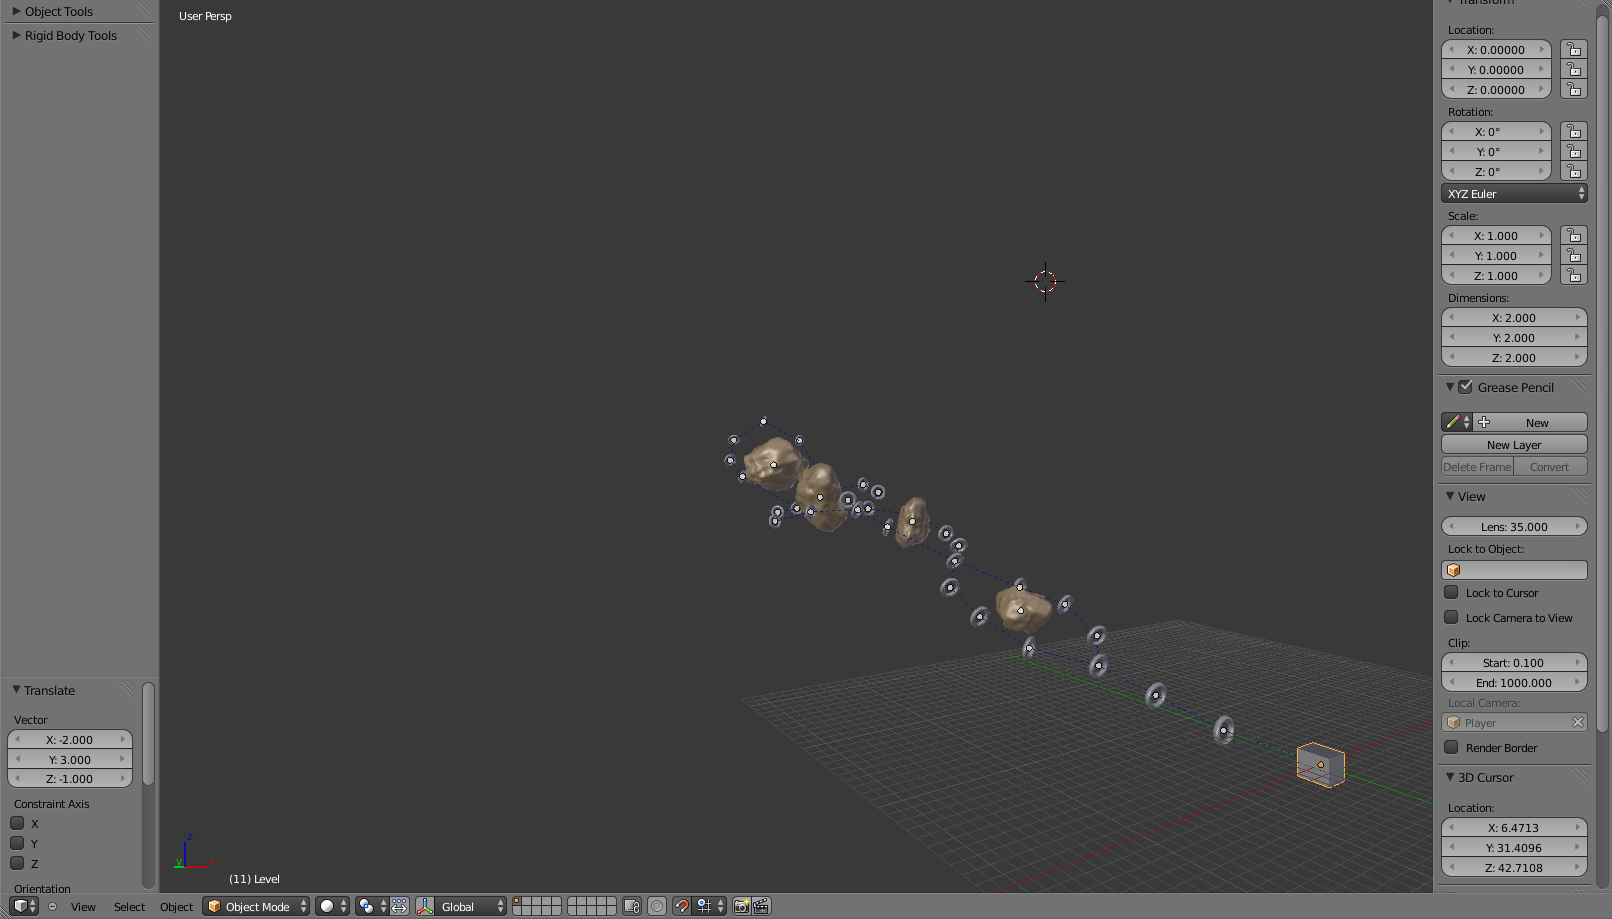 Object Tools
Rigid Body Tools
User Persp
Transform
Location:
X: 0.00000
Y: 0.00000
Z: 0.00000
Rotation:
X: 0°
Y: 0°
Z: 0°
XYZ Euler
Scale:
X: 1.000
Y: 1.000
Z: 1.000
Dimensions:
X: 2.000
Y: 2.000
Z: 2.000
Grease Pencil
New
New Layer
Delete Frame
Convert
View
Lens: 35.000
Lock to Object:
Lock to Cursor
Lock Camera to View
Clip:
Start: 0.100
End: 1000.000
Local Camera:
Player
Render Border
3D Cursor
Location:
X: 6.4713
Y: 31.4096
Z: 42.7108
Translate
Vector
X: -2.000
Y: 3.000
Z: -1.000
Constraint Axis
X
Y
Z
Orientation
z
y
x
(11) Level
View
Select
Object
Object Mode
Global